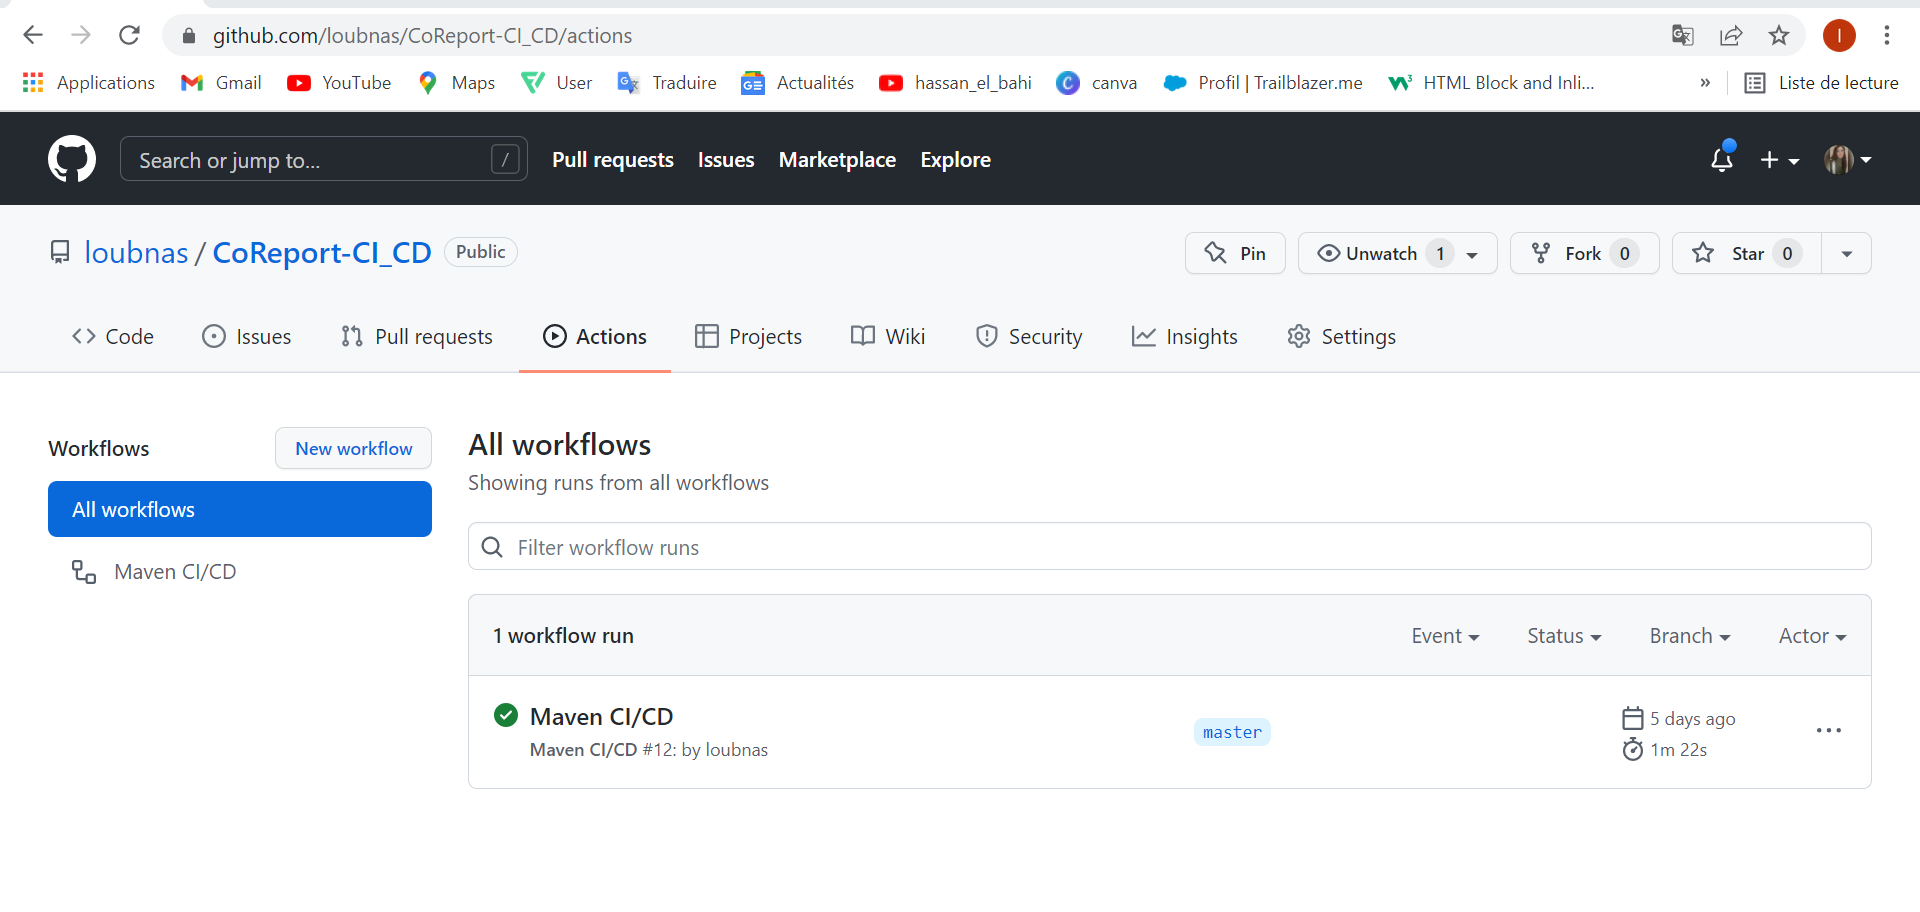 github.com/loubnas/CoReport-CI_CD/actions
I
Applications
Gmail
YouTube
Maps
User
Traduire
Actualités
hassan_el_bahi
canva
Profil | Trailblazer.me
HTML Block and Inli...
»
Liste de lecture
Search or jump to...
/
Pull requests
Issues
Marketplace
Explore
loubnas / CoReport-CI_CD
Public
Pin
Unwatch 1
Fork 0
Star 0
Code
Issues
Pull requests
Actions
Projects
Wiki
Security
Insights
Settings
Workflows
New workflow
All workflows
Maven CI/CD
All workflows
Showing runs from all workflows
Filter workflow runs
1 workflow run
Event
Status
Branch
Actor
Maven CI/CD
Maven CI/CD #12: by loubnas
master
5 days ago
1m 22s